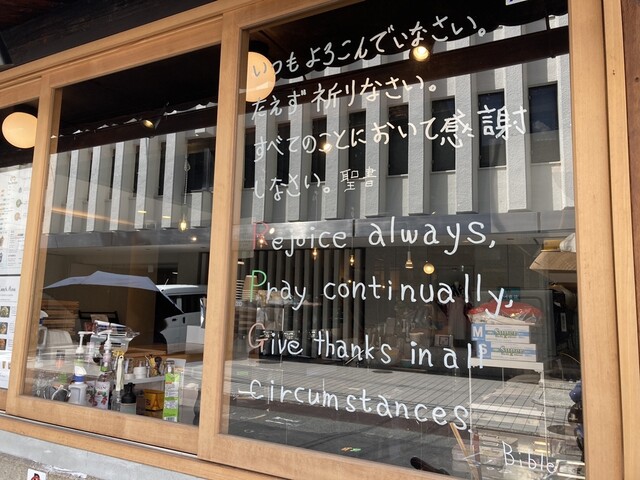 いつもよろこんでいなさい。
たえず祈りなさい。
すべてのことにおいて感謝
しなさい。聖書
Rejoice always,
Pray continually,
Give thanks in all
circumstances
Bible
M
S
Super
Super